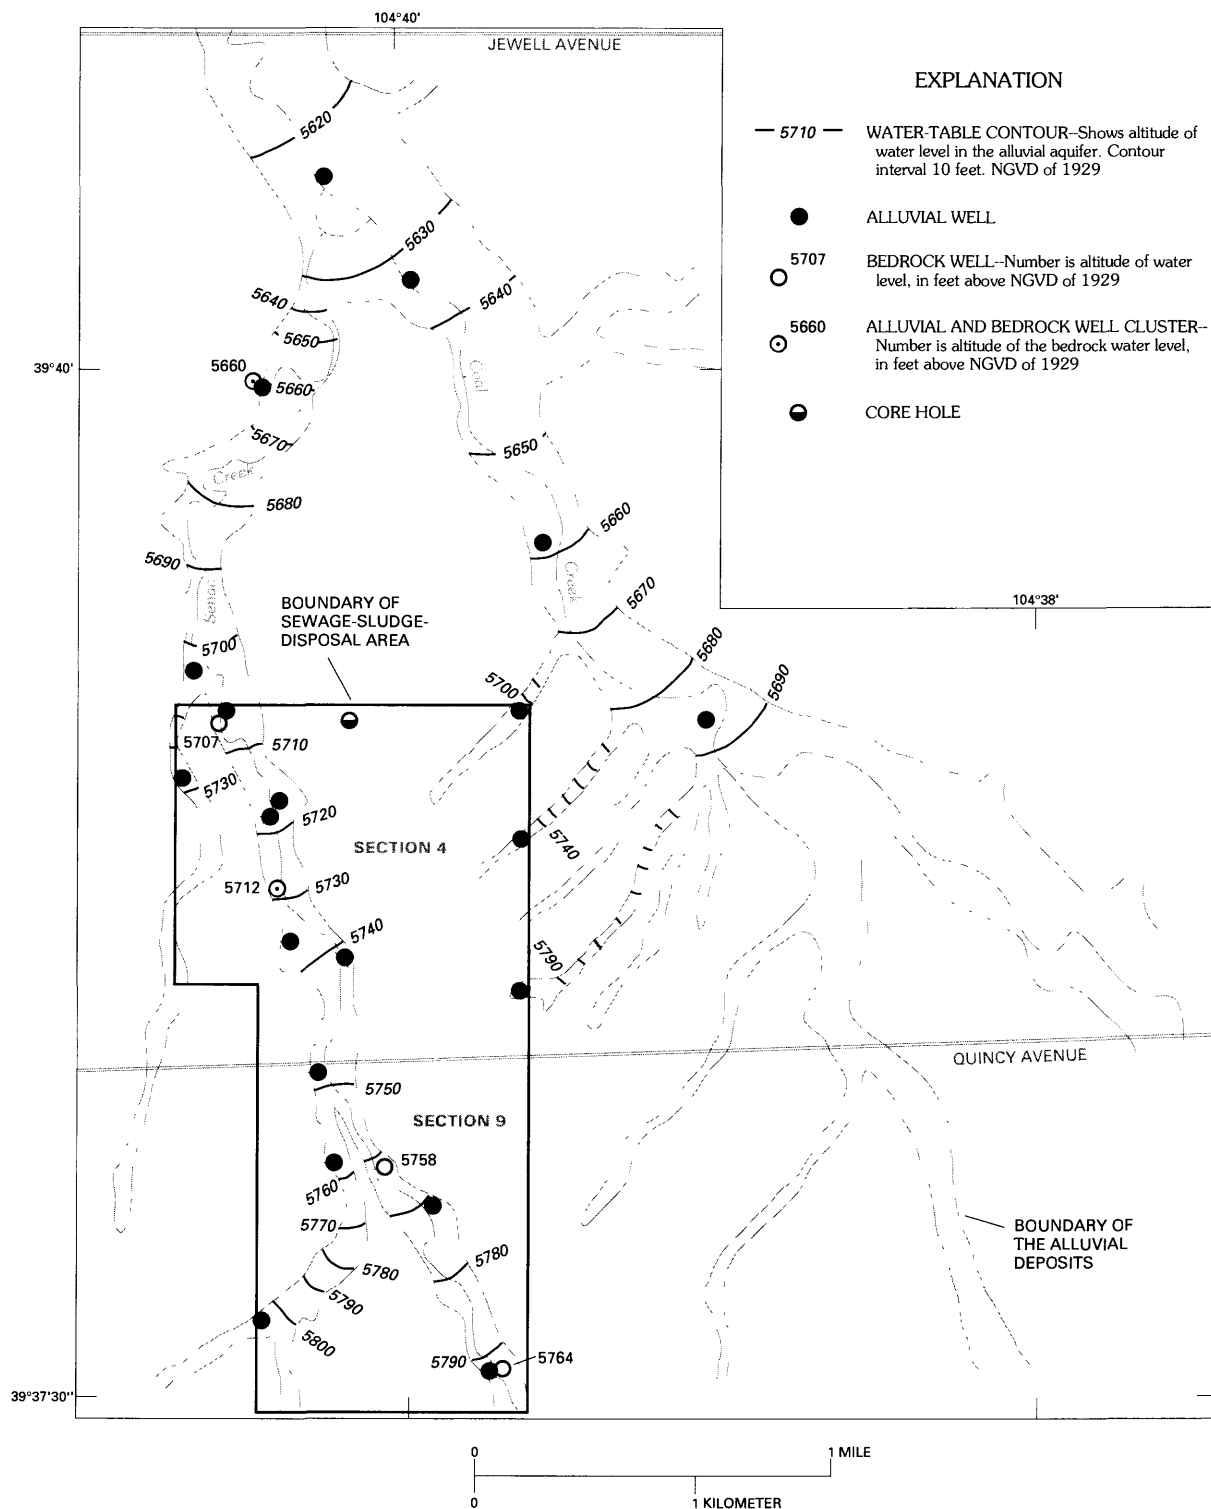 104°40'
JEWELL AVENUE
EXPLANATION
5710
WATER-TABLE CONTOUR--Shows altitude of
water level in the alluvial aquifer. Contour
interval 10 feet. NGVD of 1929
ALLUVIAL WELL
5707
BEDROCK WELL--Number is altitude of water
level, in feet above NGVD of 1929
5660
ALLUVIAL AND BEDROCK WELL CLUSTER--
Number is altitude of the bedrock water level,
in feet above NGVD of 1929
CORE HOLE
5620
5630
5640
5640
5650
39°40'
5660
5660
Coal
5670
5650
Creek
5680
5660
5690
Creek
Senac
BOUNDARY OF
SEWAGE-SLUDGE-
DISPOSAL AREA
5670
104°38'
5700
5680
5690
5700
5707
5710
5730
5720
5740
SECTION 4
5712
5730
5740
5790
QUINCY AVENUE
5750
SECTION 9
5758
5760
5770
5780
5780
5790
5800
BOUNDARY OF
THE ALLUVIAL
DEPOSITS
5790
5764
39°37'30"
0
1 MILE
0
1 KILOMETER